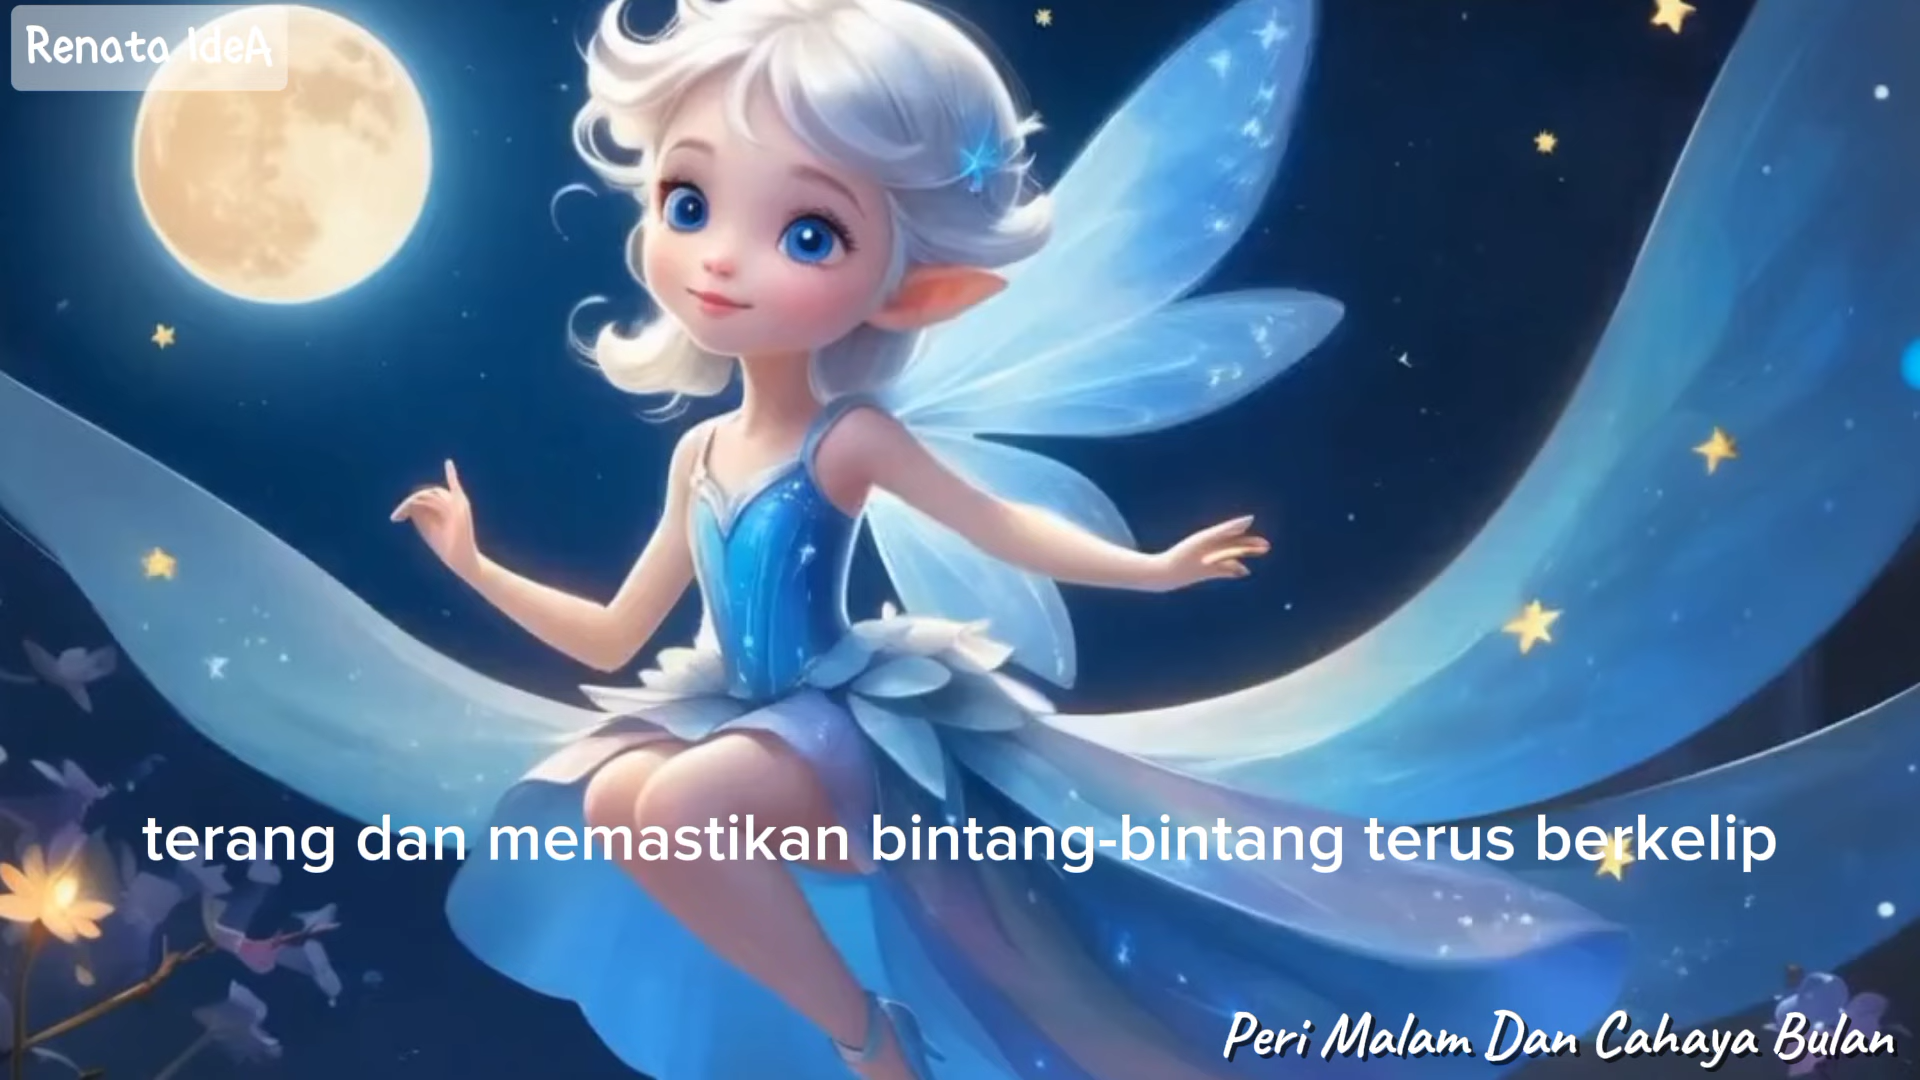 Renata IdeA
terang dan memastikan bintang-bintang terus berkelip
Peri Malam Dan Cahaya Bulan